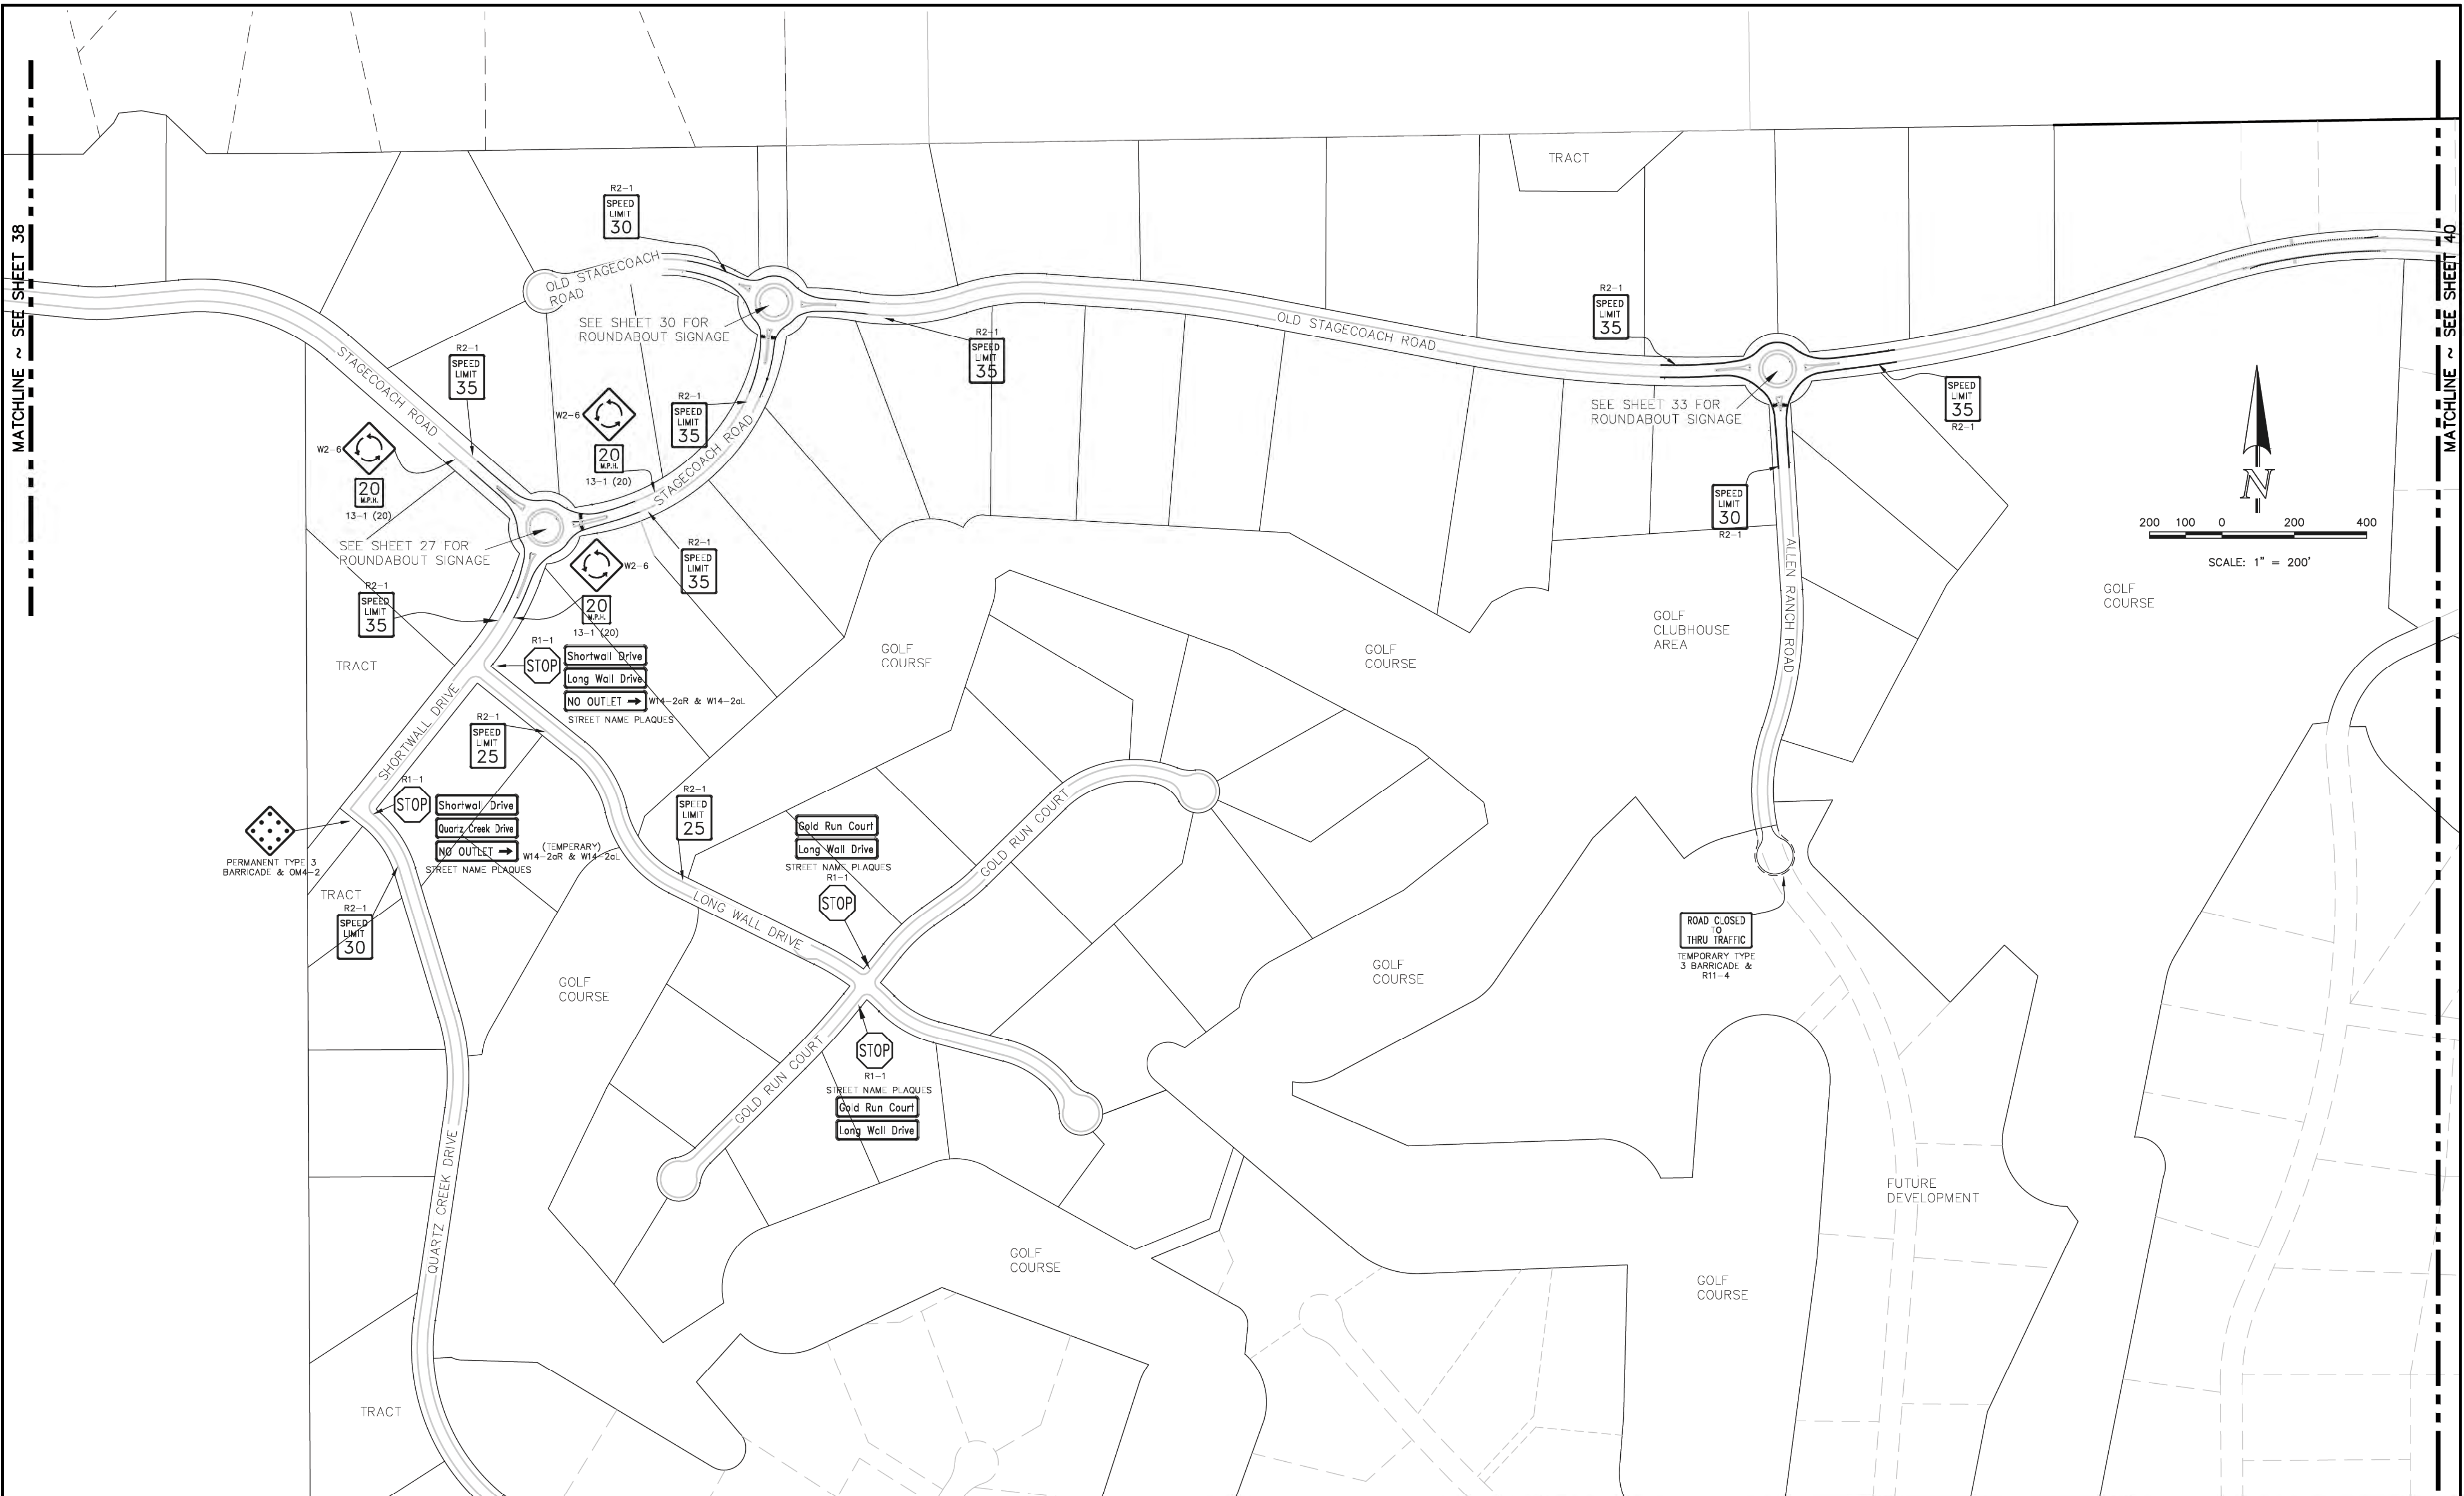 MATCHLINE ~ SEE SHEET 38
MATCHLINE ~ SEE SHEET 40
TRACT
R2-1
SPEED
LIMIT
30
OLD STAGECOACH
ROAD
SEE SHEET 30 FOR
ROUNDABOUT SIGNAGE
STAGECOACH ROAD
R2-1
SPEED
LIMIT
35
W2-6
20
M.P.H.
13-1 (20)
W2-6
20
M.P.H.
13-1 (20)
R2-1
SPEED
LIMIT
35
STAGECOACH ROAD
R2-1
SPEED
LIMIT
35
OLD STAGECOACH ROAD
R2-1
SPEED
LIMIT
35
SEE SHEET 33 FOR
ROUNDABOUT SIGNAGE
SPEED
LIMIT
35
R2-1
SPEED
LIMIT
30
R2-1
ALLEN RANCH ROAD
N
200 100 0 200 400
SCALE: 1" = 200'
SEE SHEET 27 FOR
ROUNDABOUT SIGNAGE
W2-6
20
M.P.H.
13-1 (20)
R2-1
SPEED
LIMIT
35
R2-1
SPEED
LIMIT
35
TRACT
R1-1
STOP
Shortwall Drive
Long Wall Drive
NO OUTLET →
W14-2aR & W14-2aL
STREET NAME PLAQUES
GOLF
COURSE
GOLF
COURSE
GOLF
CLUBHOUSE
AREA
GOLF
COURSE
SHORTWALL DRIVE
R2-1
SPEED
LIMIT
25
R1-1
STOP
Shortwall Drive
Quartz Creek Drive
NO OUTLET →
(TEMPERARY)
W14-2aR & W14-2aL
STREET NAME PLAQUES
PERMANENT TYPE 3
BARRICADE & OM4-2
TRACT
R2-1
SPEED
LIMIT
30
R2-1
SPEED
LIMIT
25
Gold Run Court
Long Wall Drive
STREET NAME PLAQUES
R1-1
STOP
GOLD RUN COURT
LONG WALL DRIVE
ROAD CLOSED
TO
THRU TRAFFIC
TEMPORARY TYPE
3 BARRICADE &
R11-4
GOLF
COURSE
GOLF
COURSE
GOLD RUN COURT
STOP
R1-1
STREET NAME PLAQUES
Gold Run Court
Long Wall Drive
QUARTZ CREEK DRIVE
FUTURE
DEVELOPMENT
GOLF
COURSE
GOLF
COURSE
TRACT